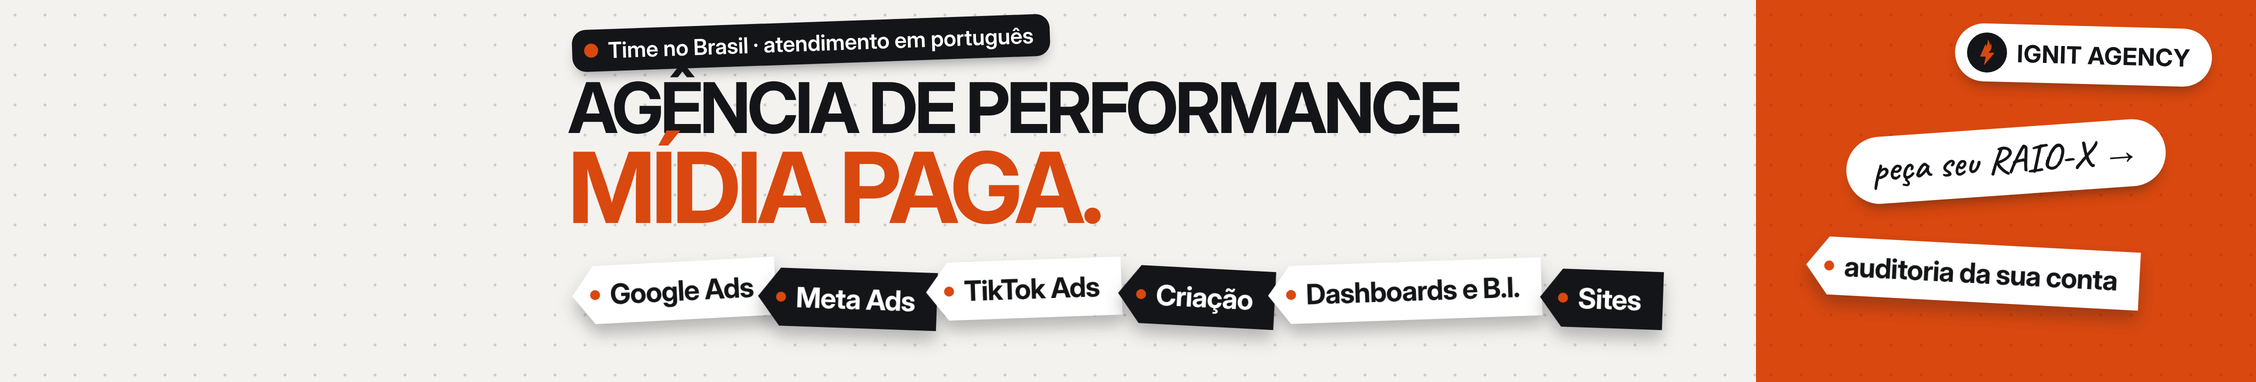 Time no Brasil · atendimento em português
AGÊNCIA DE PERFORMANCE
MÍDIA PAGA.
Google Ads
Meta Ads
TikTok Ads
Criação
Dashboards e B.I.
Sites
IGNIT AGENCY
peça seu RAIO-X →
auditoria da sua conta